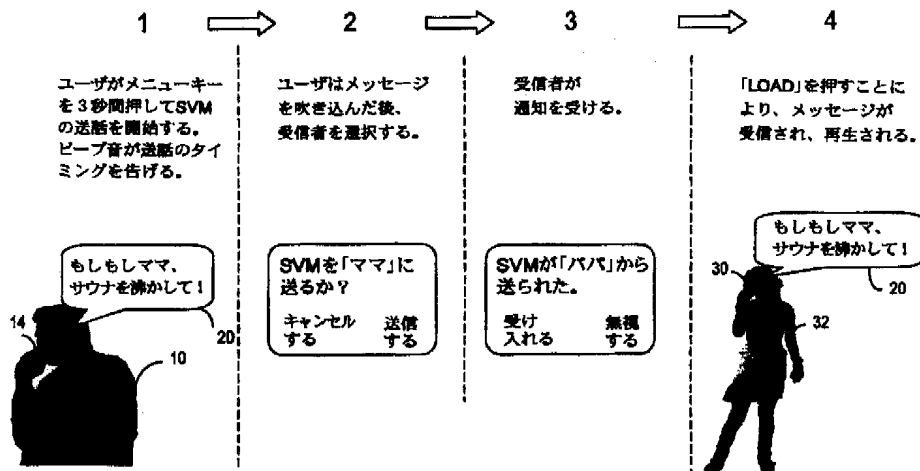 1
2
3
4
ユーザがメニューキー
を３秒間押してSVM
の送話を開始する。
ビープ音が送話のタイ
ミングを告げる。
ユーザはメッセージ
を吹き込んだ後、
受信者を選択する。
受信者が
通知を受ける。
「LOAD」を押すことに
より、メッセージが
受信され、再生される。
もしもしママ、
サウナを沸かして！
14
20
10
SVMを「ママ」に
送るか？
キャンセル
する
送信
する
SVMが「パパ」から
送られた。
受け
入れる
無視
する
もしもしママ、
サウナを沸かして！
30
20
32